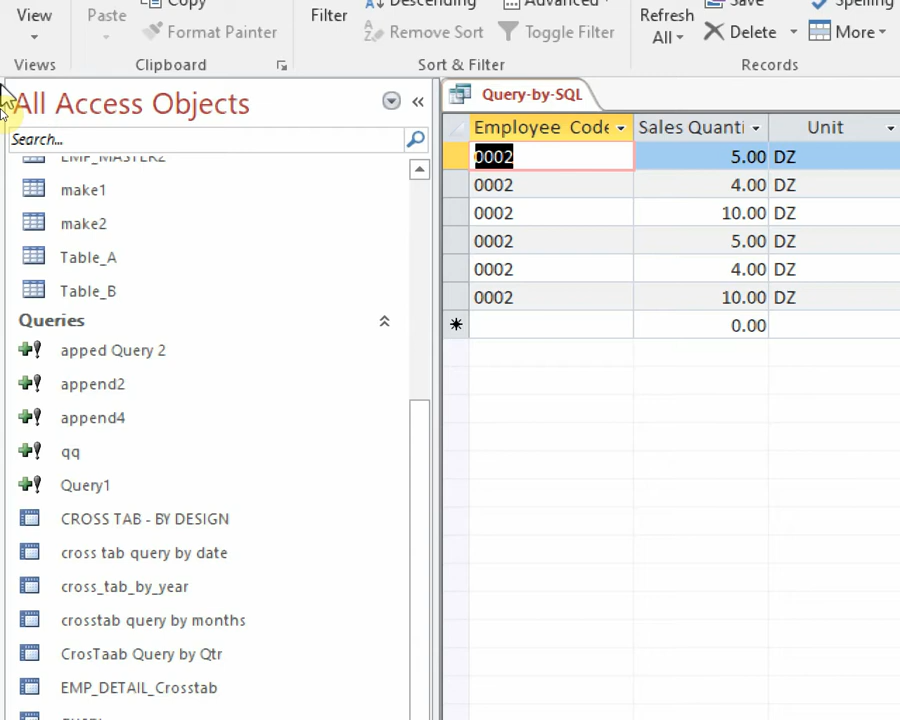 Copy
Descending
Advanced
Save
Spelling
View
Paste
Format Painter
Filter
Remove Sort
Toggle Filter
Refresh
All
Delete
More
Views
Clipboard
Sort & Filter
Records
All Access Objects
Search...
EMP_MASTER2
make1
make2
Table_A
Table_B
Queries
apped Query 2
append2
append4
qq
Query1
CROSS TAB - BY DESIGN
cross tab query by date
cross_tab_by_year
crosstab query by months
CrosTaab Query by Qtr
EMP_DETAIL_Crosstab
Query-by-SQL
Employee Code Sales Quanti Unit
0002 5.00 DZ
0002 4.00 DZ
0002 10.00 DZ
0002 5.00 DZ
0002 4.00 DZ
0002 10.00 DZ
0.00